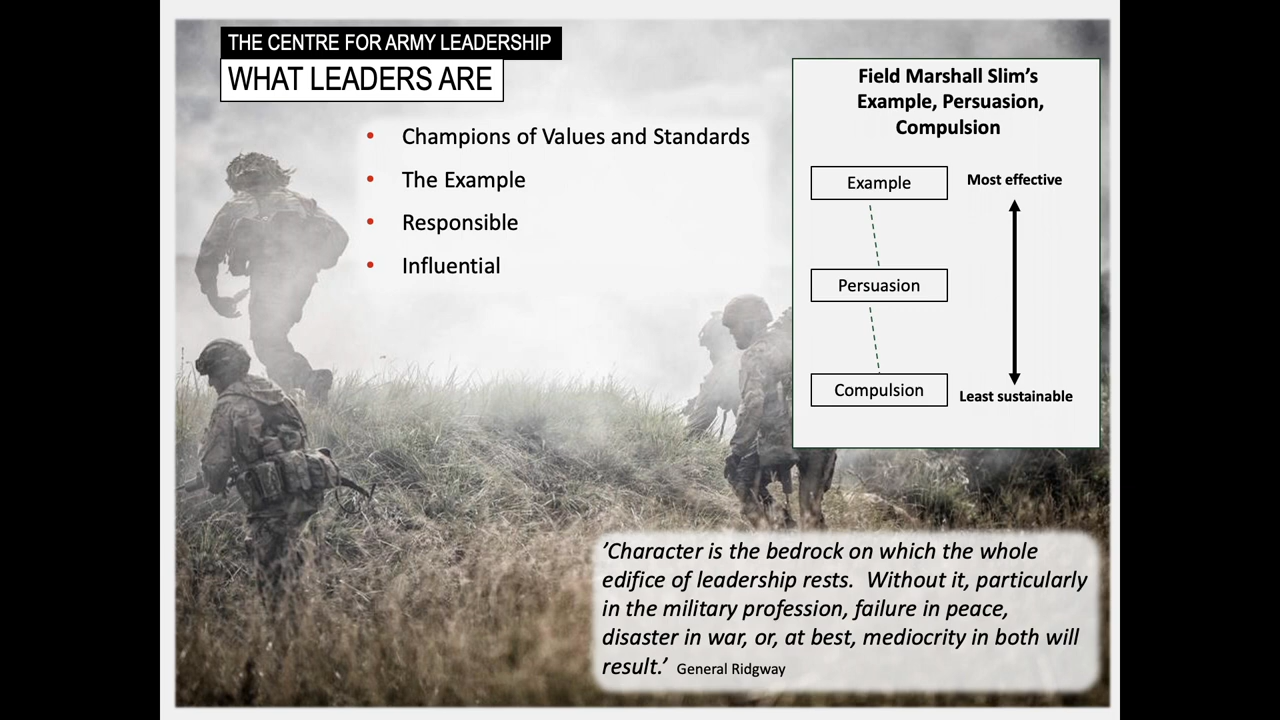 THE CENTRE FOR ARMY LEADERSHIP
WHAT LEADERS ARE
• Champions of Values and Standards
• The Example
• Responsible
• Influential
Field Marshall Slim’s
Example, Persuasion,
Compulsion
Example
Most effective
Persuasion
Compulsion
Least sustainable
’Character is the bedrock on which the whole
edifice of leadership rests. Without it, particularly
in the military profession, failure in peace,
disaster in war, or, at best, mediocrity in both will
result.’ General Ridgway